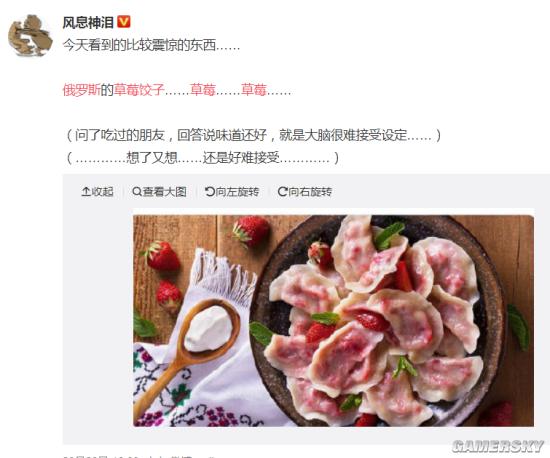 风息神泪
今天看到的比较震惊的东西……
俄罗斯的草莓饺子……草莓……草莓……
（问了吃过的朋友，回答说味道还好，就是大脑很难接受设定……）
（…………想了又想……还是好难接受…………）
收起 查看大图 向左旋转 向右旋转
GAMERSKY